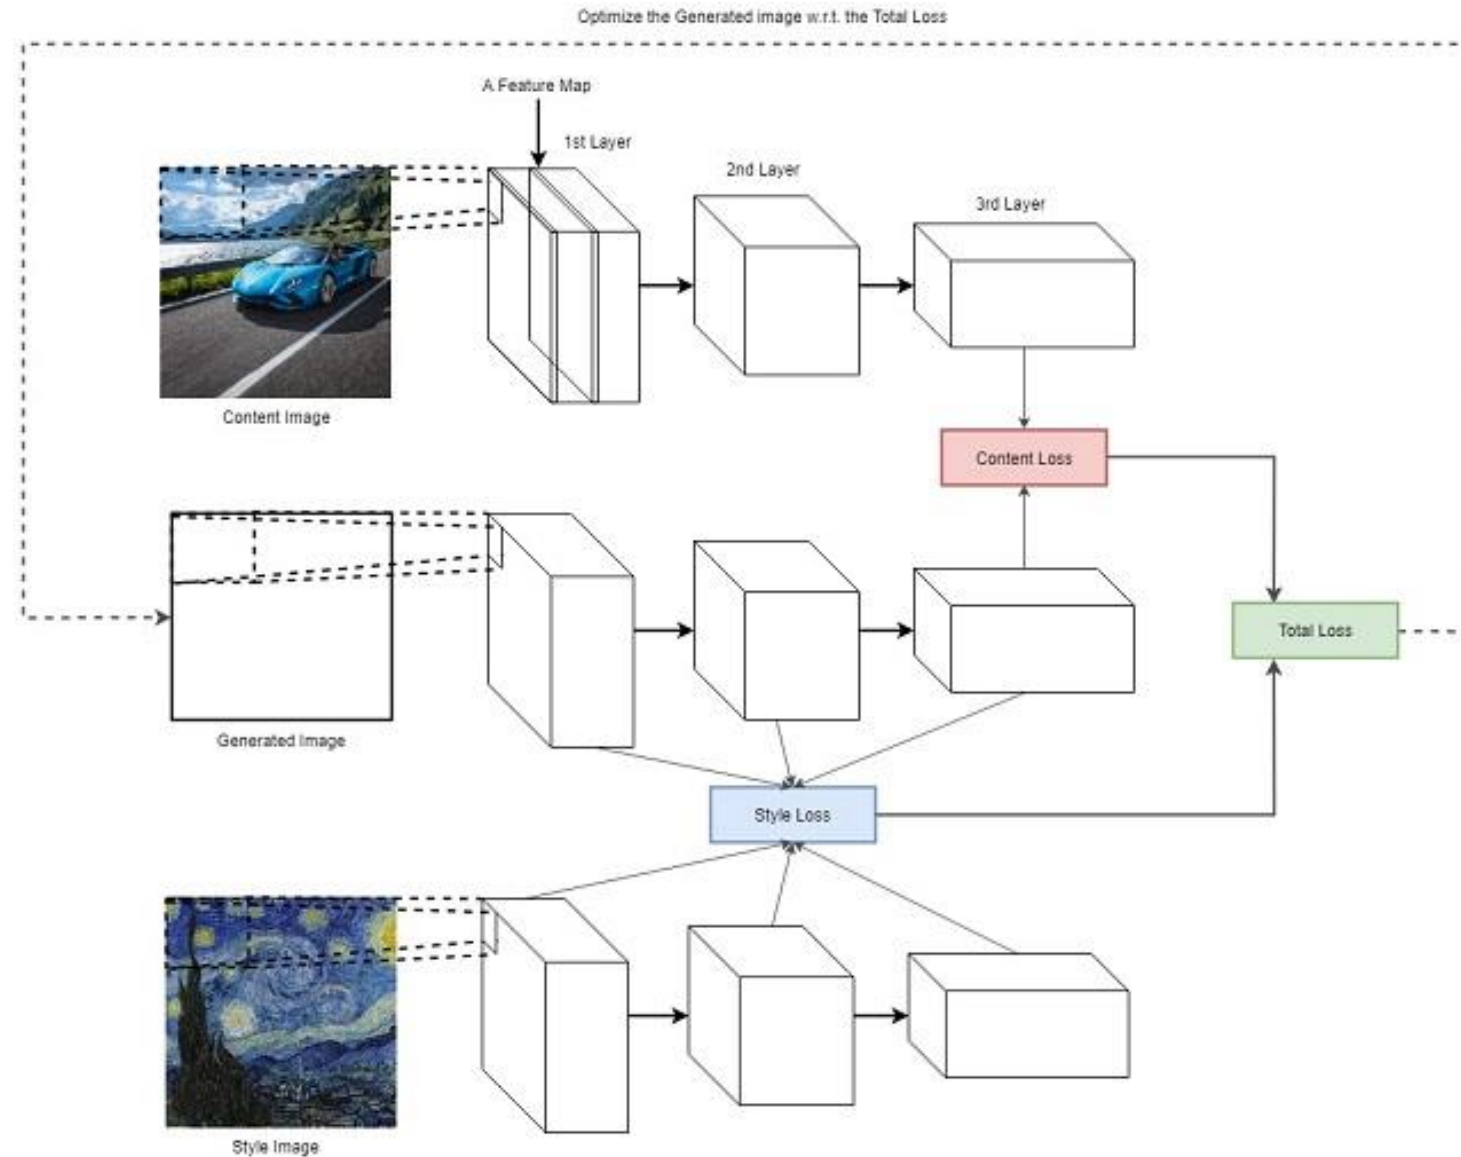 Optimize the Generated image w.r.t. the Total Loss
A Feature Map
1st Layer
2nd Layer
3rd Layer
Content Image
Content Loss
Total Loss
Generated Image
Style Loss
Style Image